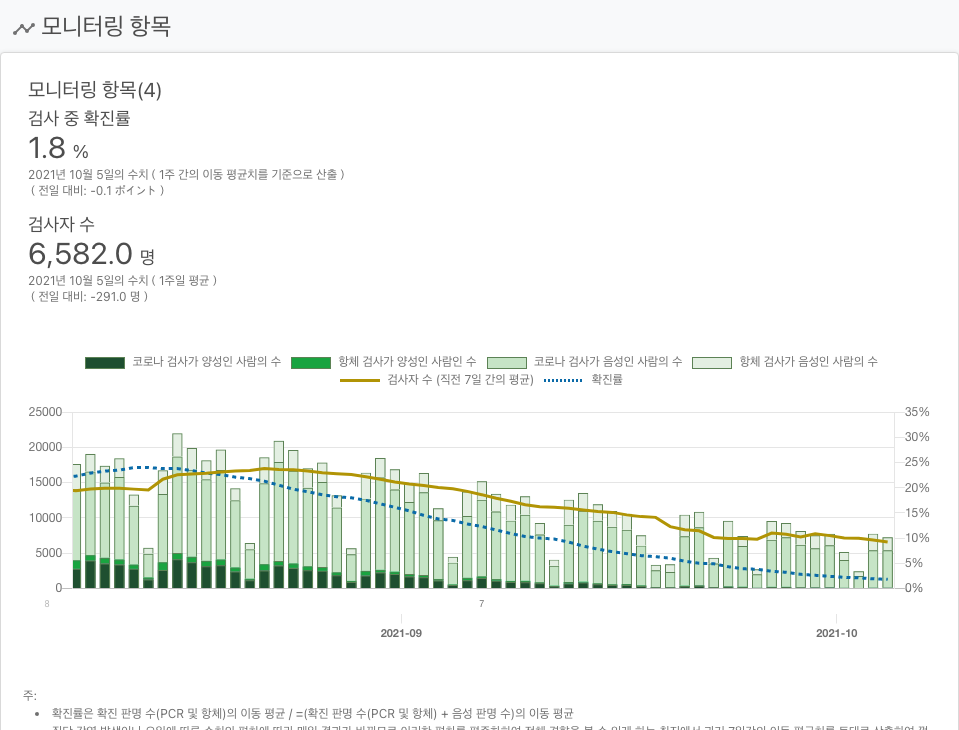 모니터링 항목
모니터링 항목(4)
검사 중 확진률
1.8 %
2021년 10월 5일의 수치 ( 1주 간의 이동 평균치를 기준으로 산출 )
( 전일 대비: -0.1 ポイント )
검사자 수
6,582.0 명
2021년 10월 5일의 수치 ( 1주일 평균 )
( 전일 대비: -291.0 명 )
코로나 검사가 양성인 사람의 수 항체 검사가 양성인 사람인 수 코로나 검사가 음성인 사람의 수 항체 검사가 음성인 사람의 수
검사자 수 (직전 7일 간의 평균) 확진률
25000 35%
30%
20000
25%
15000 20%
15%
10000
10%
5000
5%
0 0%
8 7
2021-09 2021-10
주:
확진률은 확진 판명 수(PCR 및 항체)의 이동 평균 / =(확진 판명 수(PCR 및 항체) + 음성 판명 수)의 이동 평균